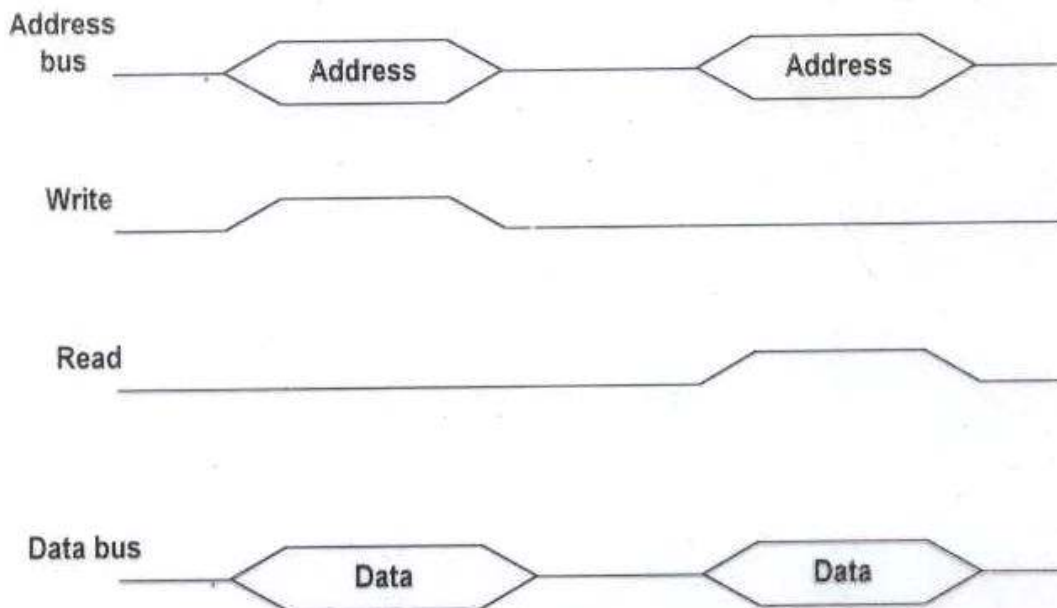 Address
bus
Address
Address
Write
Read
Data bus
Data
Data